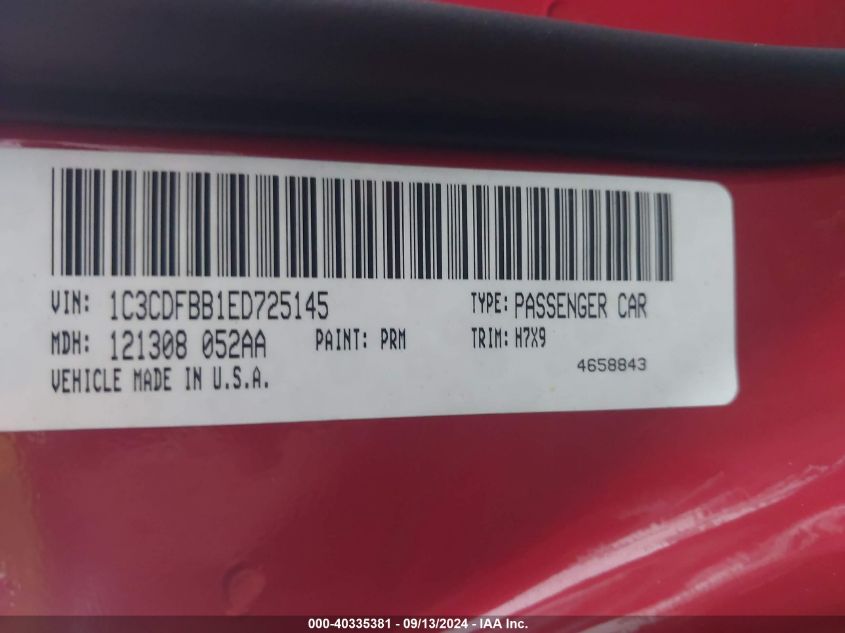 VIN: 1C3CDFBB1ED725145 TYPE: PASSENGER CAR
MDH: 121308 052AA PAINT: PRM TRIM: H7X9
VEHICLE MADE IN U.S.A. 4658843
000-40335381 - 09/13/2024 - IAA Inc.